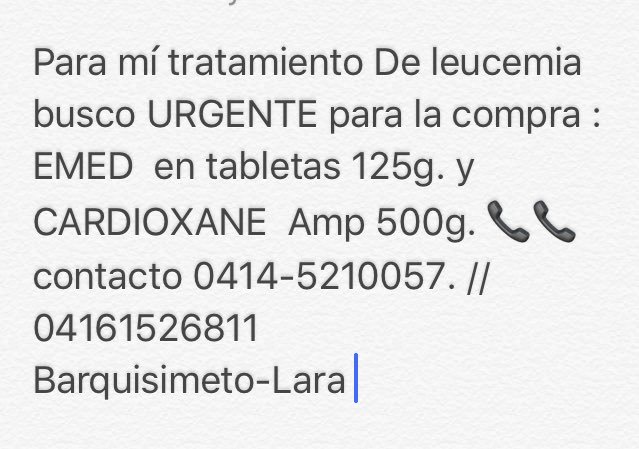 Para mí tratamiento De leucemia
busco URGENTE para la compra :
EMED en tabletas 125g. y
CARDIOXANE Amp 500g. 📞📞
contacto 0414-5210057. //
04161526811
Barquisimeto-Lara